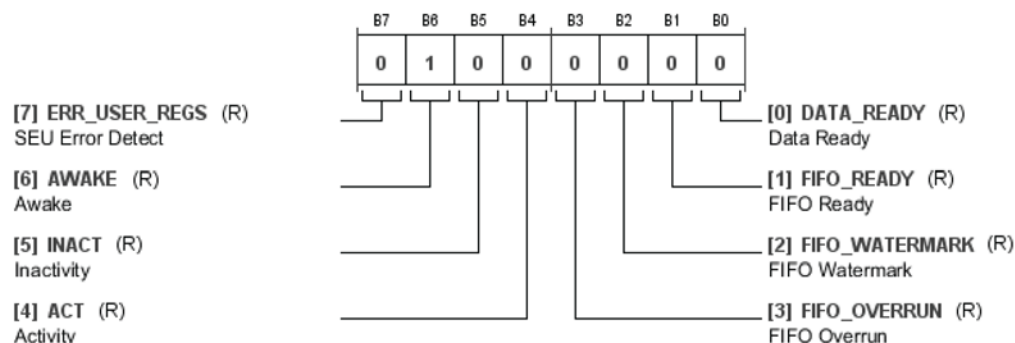 B7 B6 B5 B4 B3 B2 B1 B0
0 1 0 0 0 0 0 0
[7] ERR_USER_REGS (R)
SEU Error Detect
[6] AWAKE (R)
Awake
[5] INACT (R)
Inactivity
[4] ACT (R)
Activity
[0] DATA_READY (R)
Data Ready
[1] FIFO_READY (R)
FIFO Ready
[2] FIFO_WATERMARK (R)
FIFO Watermark
[3] FIFO_OVERRUN (R)
FIFO Overrun